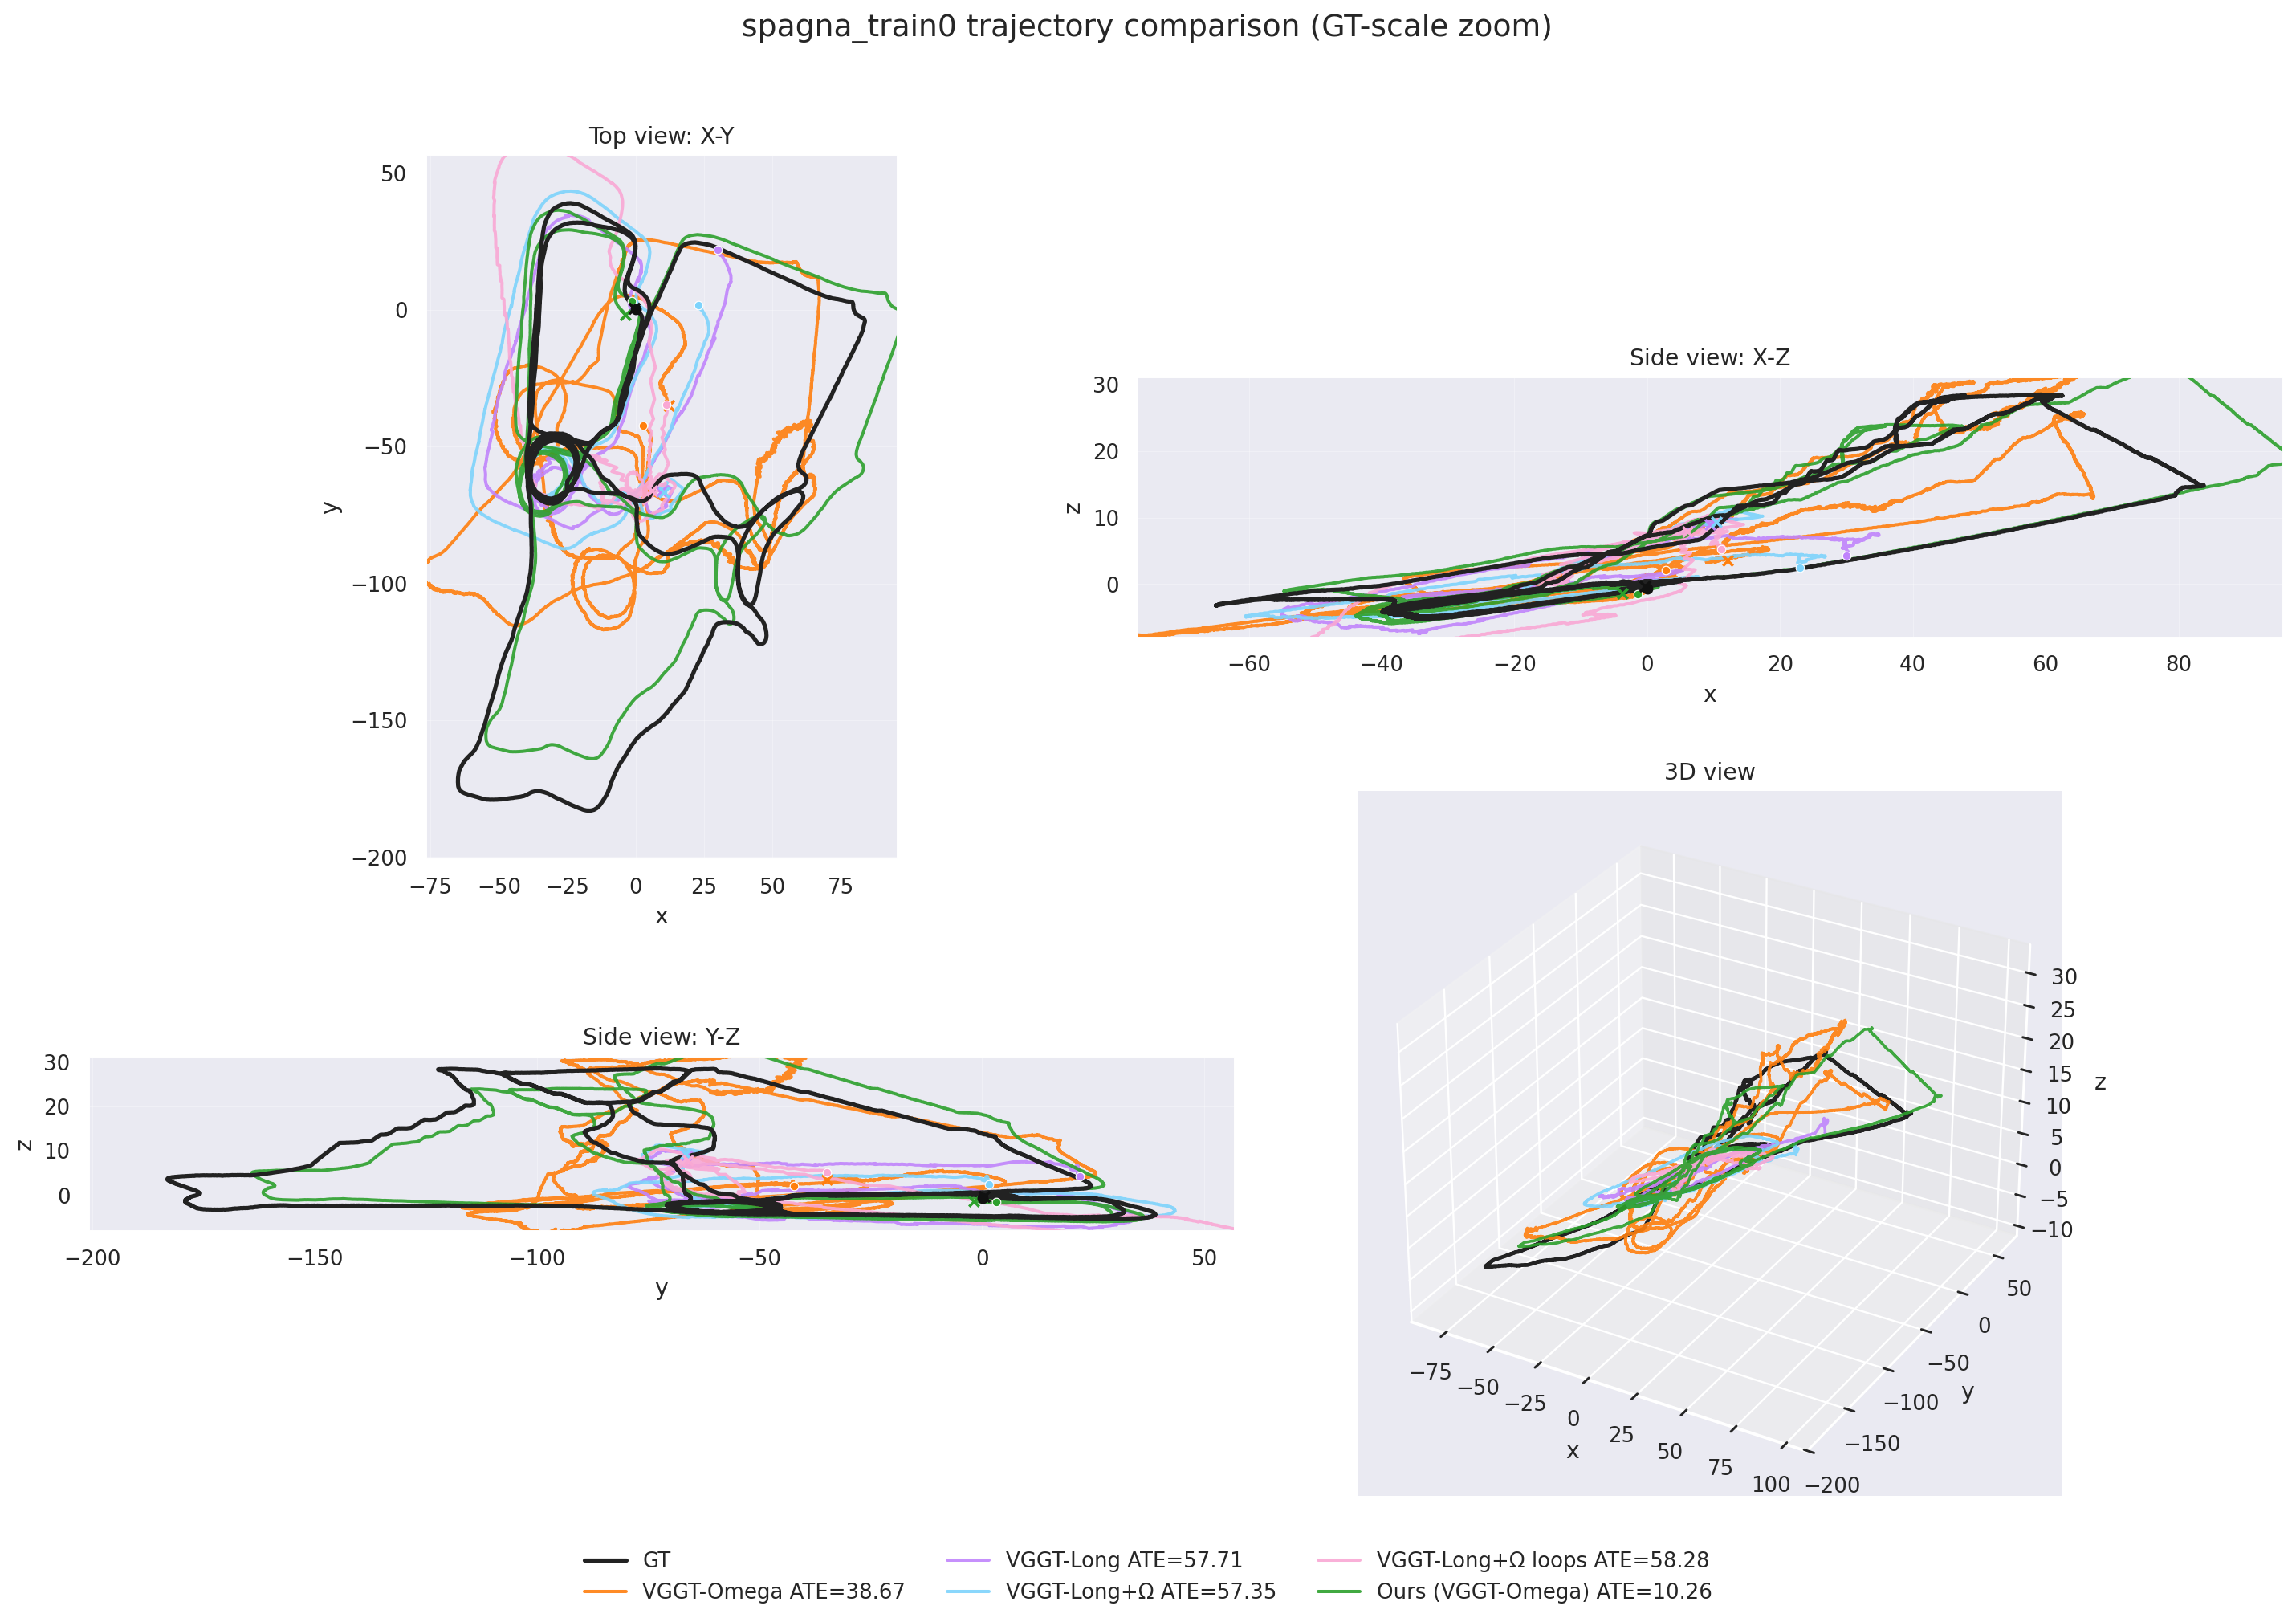 spagna_train0 trajectory comparison (GT-scale zoom)
Top view: X-Y
50
0
−50
−100
−150
−200
y
−75 −50 −25 0 25 50 75
x
Side view: X-Z
30
20
10
0
z
−60 −40 −20 0 20 40 60 80
x
3D view
30
25
20
15
10
5
0
−5
−10
z
50
0
−50
−100
−150
−200
y
−75
−50
−25
0
25
50
75
100
x
Side view: Y-Z
30
20
10
0
z
−200 −150 −100 −50 0 50
y
GT
VGGT-Omega ATE=38.67
VGGT-Long ATE=57.71
VGGT-Long+Ω ATE=57.35
VGGT-Long+Ω loops ATE=58.28
Ours (VGGT-Omega) ATE=10.26